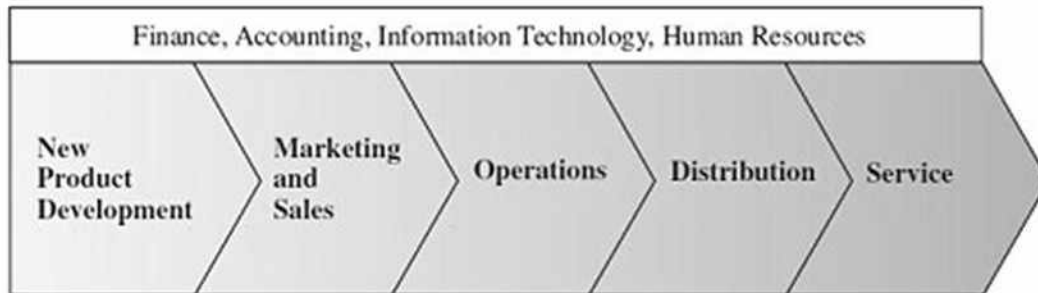 Finance, Accounting, Information Technology, Human Resources
New
Product
Development
Marketing
and
Sales
Operations
Distribution
Service